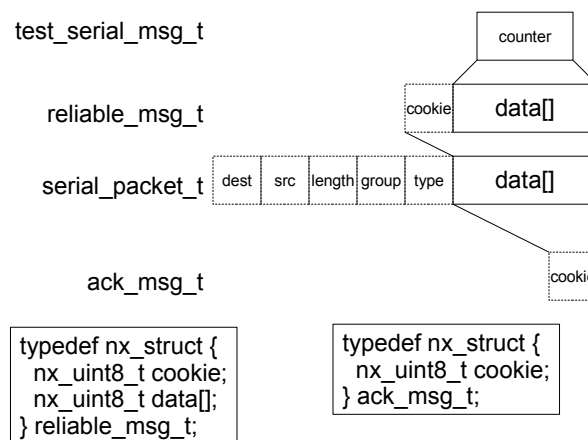 test_serial_msg_t
counter
reliable_msg_t
cookie
data[]
serial_packet_t
dest
src
length
group
type
data[]
ack_msg_t
cookie
typedef nx_struct {
nx_uint8_t cookie;
nx_uint8_t data[];
} reliable_msg_t;
typedef nx_struct {
nx_uint8_t cookie;
} ack_msg_t;